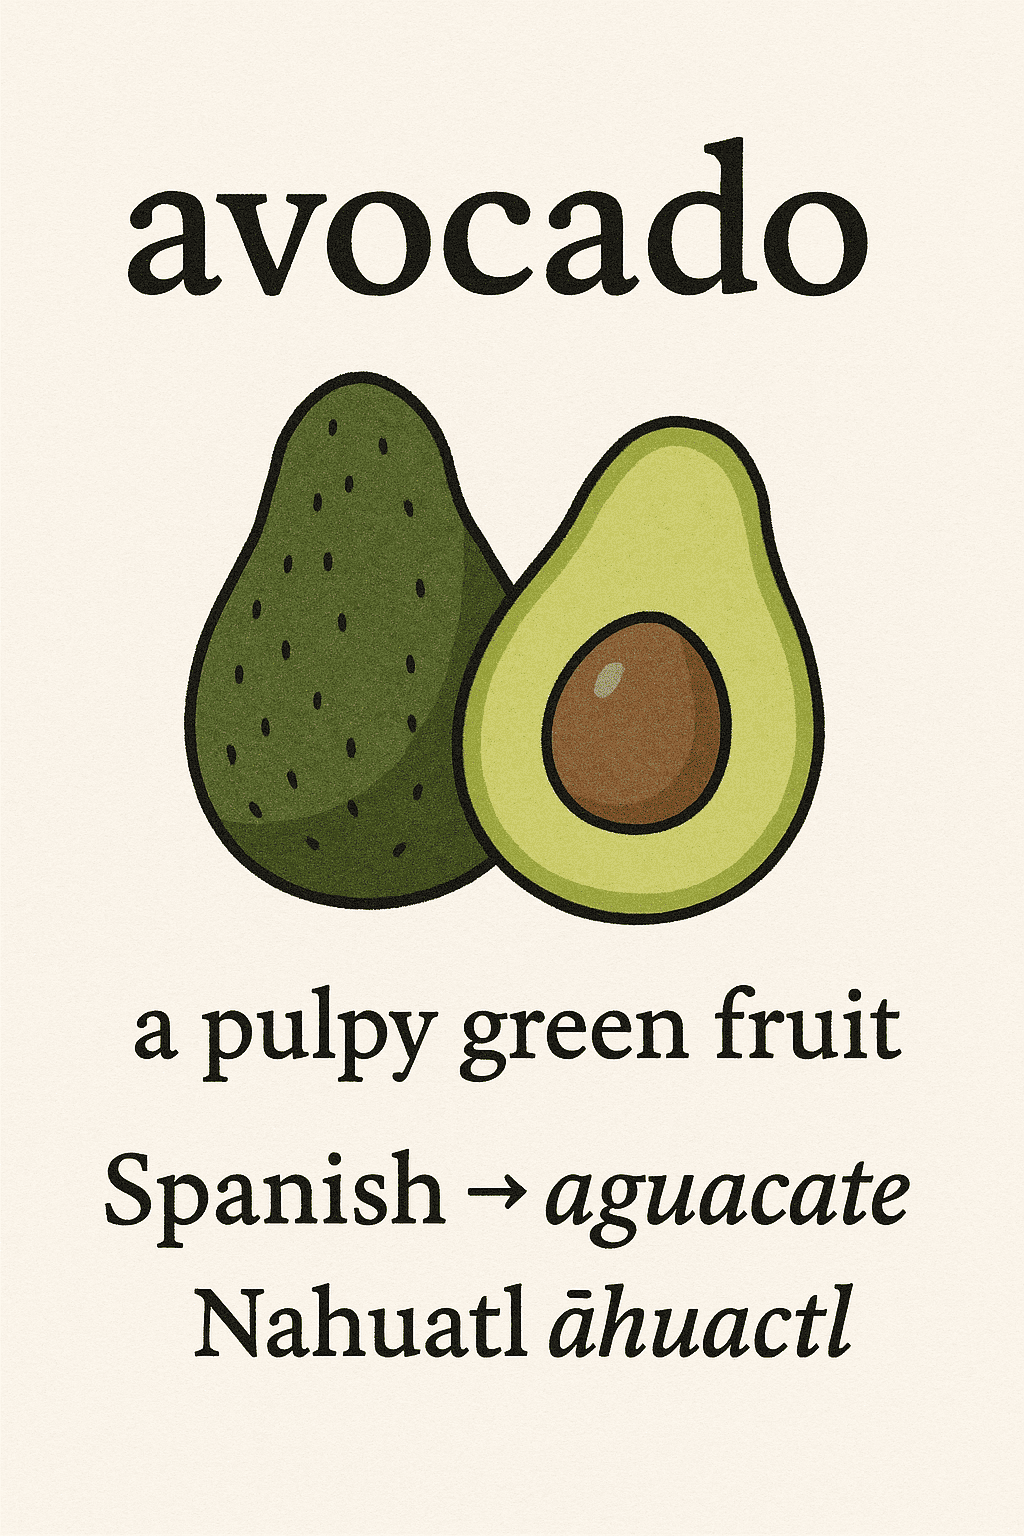 avocado
a pulpy green fruit
Spanish → aguacate
Nahuatl āhuactl